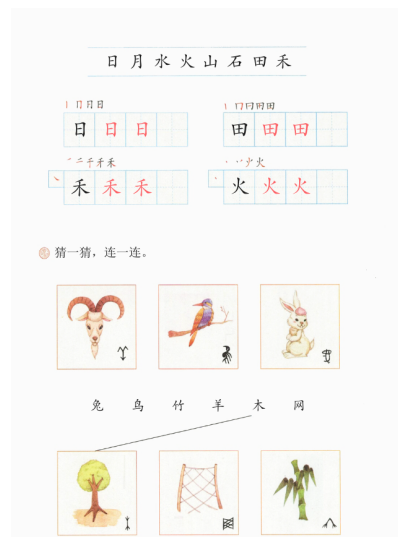 日 月 水 火 山 石 田 禾
日 日 日 田 田 田
禾 禾 禾 火 火 火
猜一猜,连一连。
兔 鸟 竹 羊 木 网